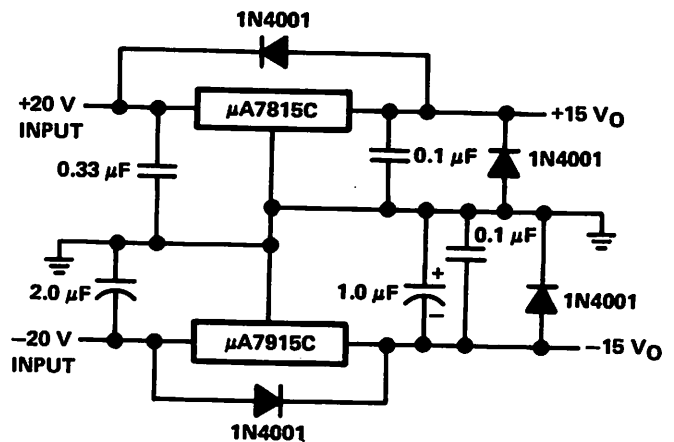 1N4001
+20 V
INPUT
μA7815C
+15 VO
0.33 μF
0.1 μF
1N4001
0.1 μF
2.0 μF
1.0 μF
+
−
1N4001
−20 V
INPUT
μA7915C
−15 VO
1N4001